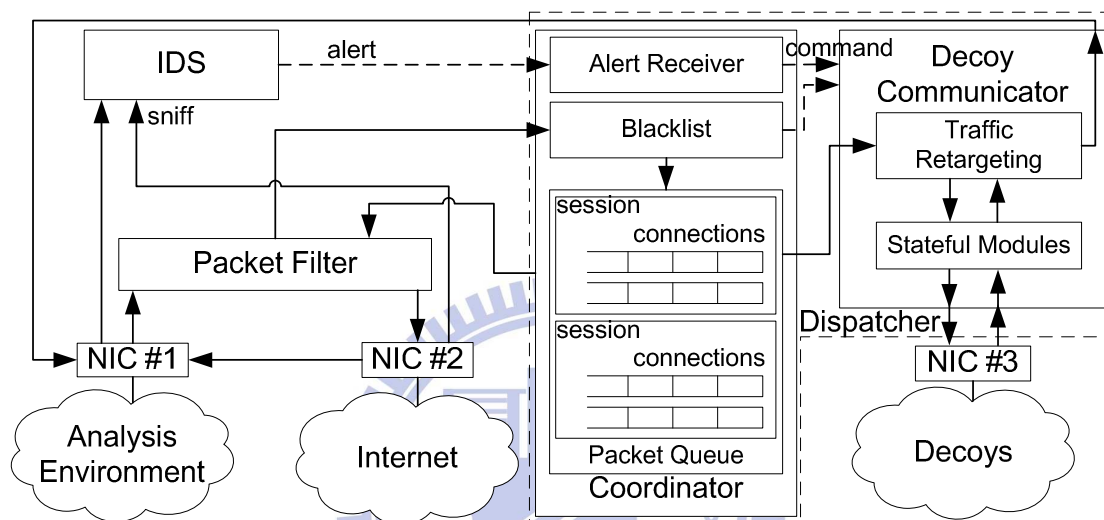 IDS
alert
sniff
Packet Filter
NIC #1
NIC #2
Analysis
Environment
Internet
Alert Receiver
Blacklist
session
connections
session
connections
Packet Queue
Coordinator
command
Decoy
Communicator
Traffic
Retargeting
Stateful Modules
Dispatcher
NIC #3
Decoys